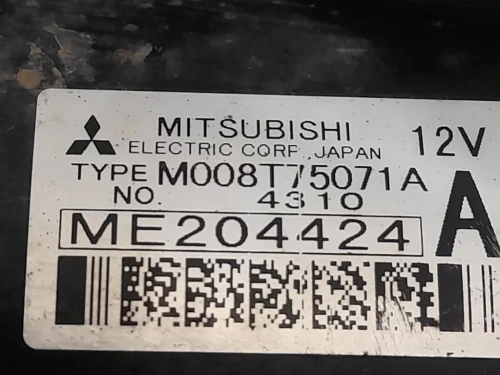 MITSUBISHI 12V
ELECTRIC CORP., JAPAN
TYPE M008T75071A
NO. 4310
ME204424 A